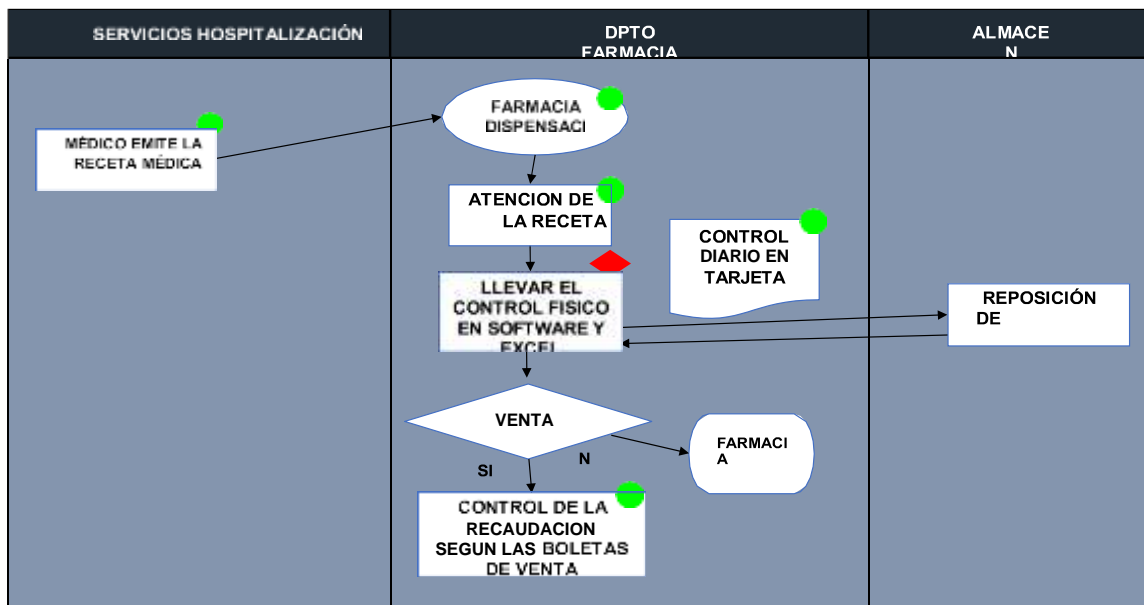 SERVICIOS HOSPITALIZACIÓN
DPTO
FARMACIA
ALMACE
N
MÉDICO EMITE LA
RECETA MÉDICA
FARMACIA
DISPENSACI
ATENCION DE
LA RECETA
CONTROL
DIARIO EN
TARJETA
LLEVAR EL
CONTROL FISICO
EN SOFTWARE Y
EXCEL
REPOSICIÓN
DE
VENTA
FARMACI
A
SI
N
CONTROL DE LA
RECAUDACION
SEGUN LAS BOLETAS
DE VENTA